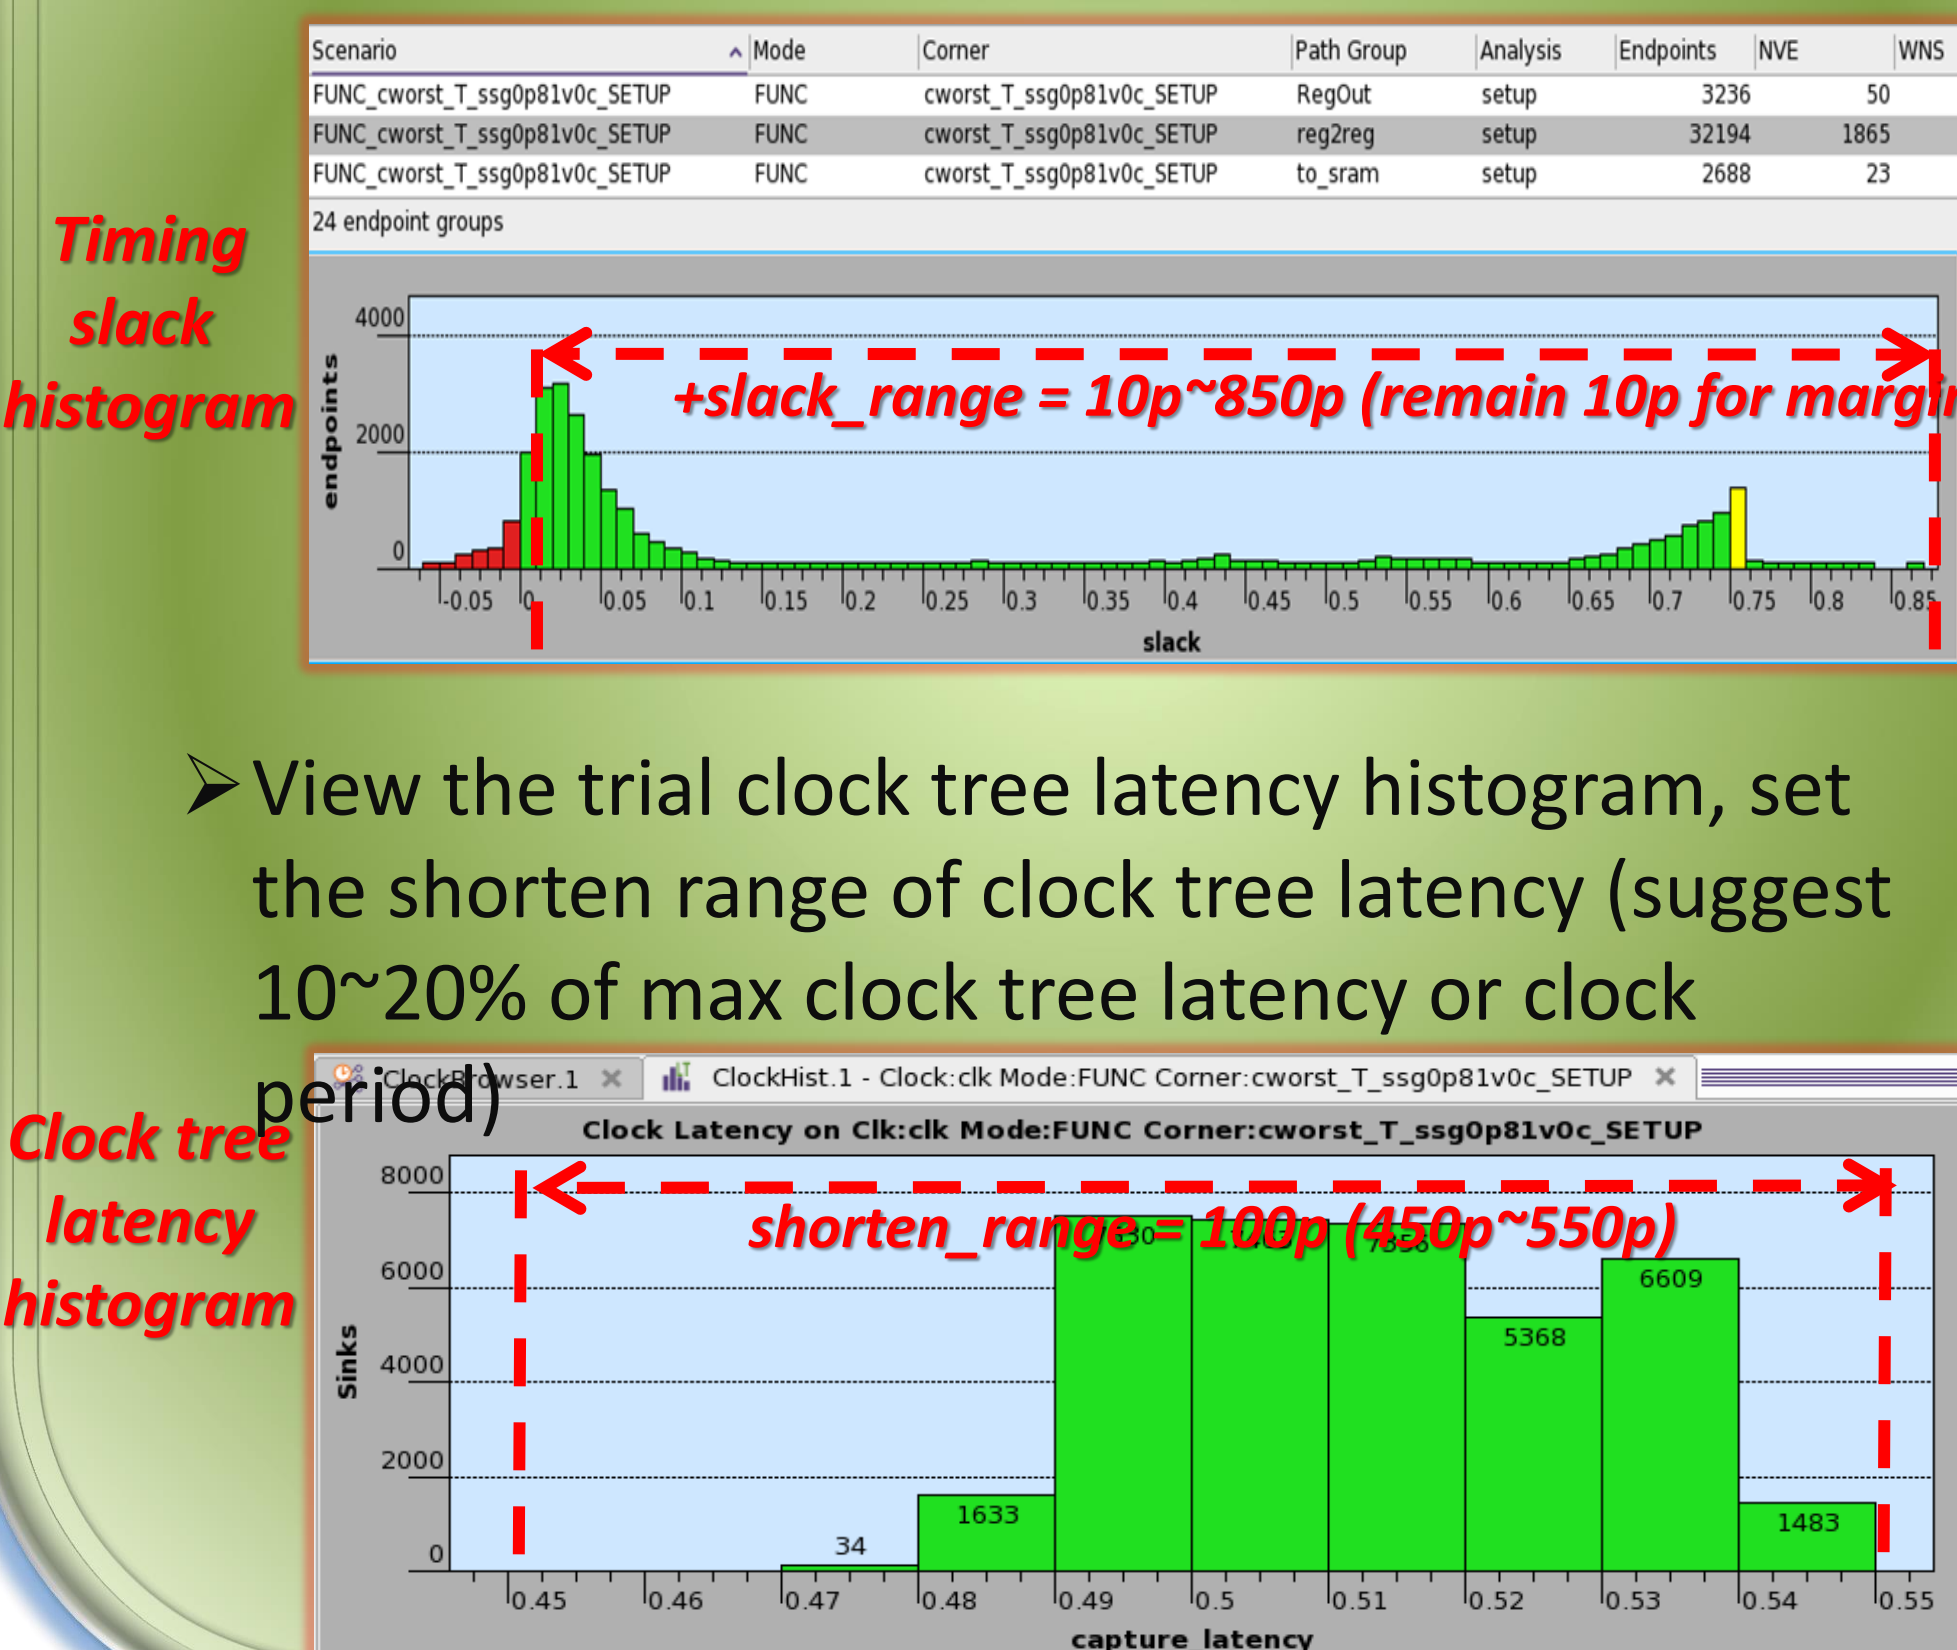 Scenario Mode Corner Path Group Analysis Endpoints NVE WNS
FUNC_cworst_T_ssg0p81v0c_SETUP FUNC cworst_T_ssg0p81v0c_SETUP RegOut setup 3236 50
FUNC_cworst_T_ssg0p81v0c_SETUP FUNC cworst_T_ssg0p81v0c_SETUP reg2reg setup 32194 1865
FUNC_cworst_T_ssg0p81v0c_SETUP FUNC cworst_T_ssg0p81v0c_SETUP to_sram setup 2688 23
24 endpoint groups
Timing
slack
histogram
4000
2000
0
endpoints
+slack_range = 10p~850p (remain 10p for margin
-0.05 0 0.05 0.1 0.15 0.2 0.25 0.3 0.35 0.4 0.45 0.5 0.55 0.6 0.65 0.7 0.75 0.8 0.85
slack
➢View the trial clock tree latency histogram, set
the shorten range of clock tree latency (suggest
10~20% of max clock tree latency or clock
period)
ClockBrowser.1 ClockHist.1 - Clock:clk Mode:FUNC Corner:cworst_T_ssg0p81v0c_SETUP
Clock Latency on Clk:clk Mode:FUNC Corner:cworst_T_ssg0p81v0c_SETUP
Clock tree
latency
histogram
8000
6000
4000
2000
0
Sinks
shorten_range = 100p (450p~550p)
34 1633 5368 6609 1483
0.45 0.46 0.47 0.48 0.49 0.5 0.51 0.52 0.53 0.54 0.55
capture_latency